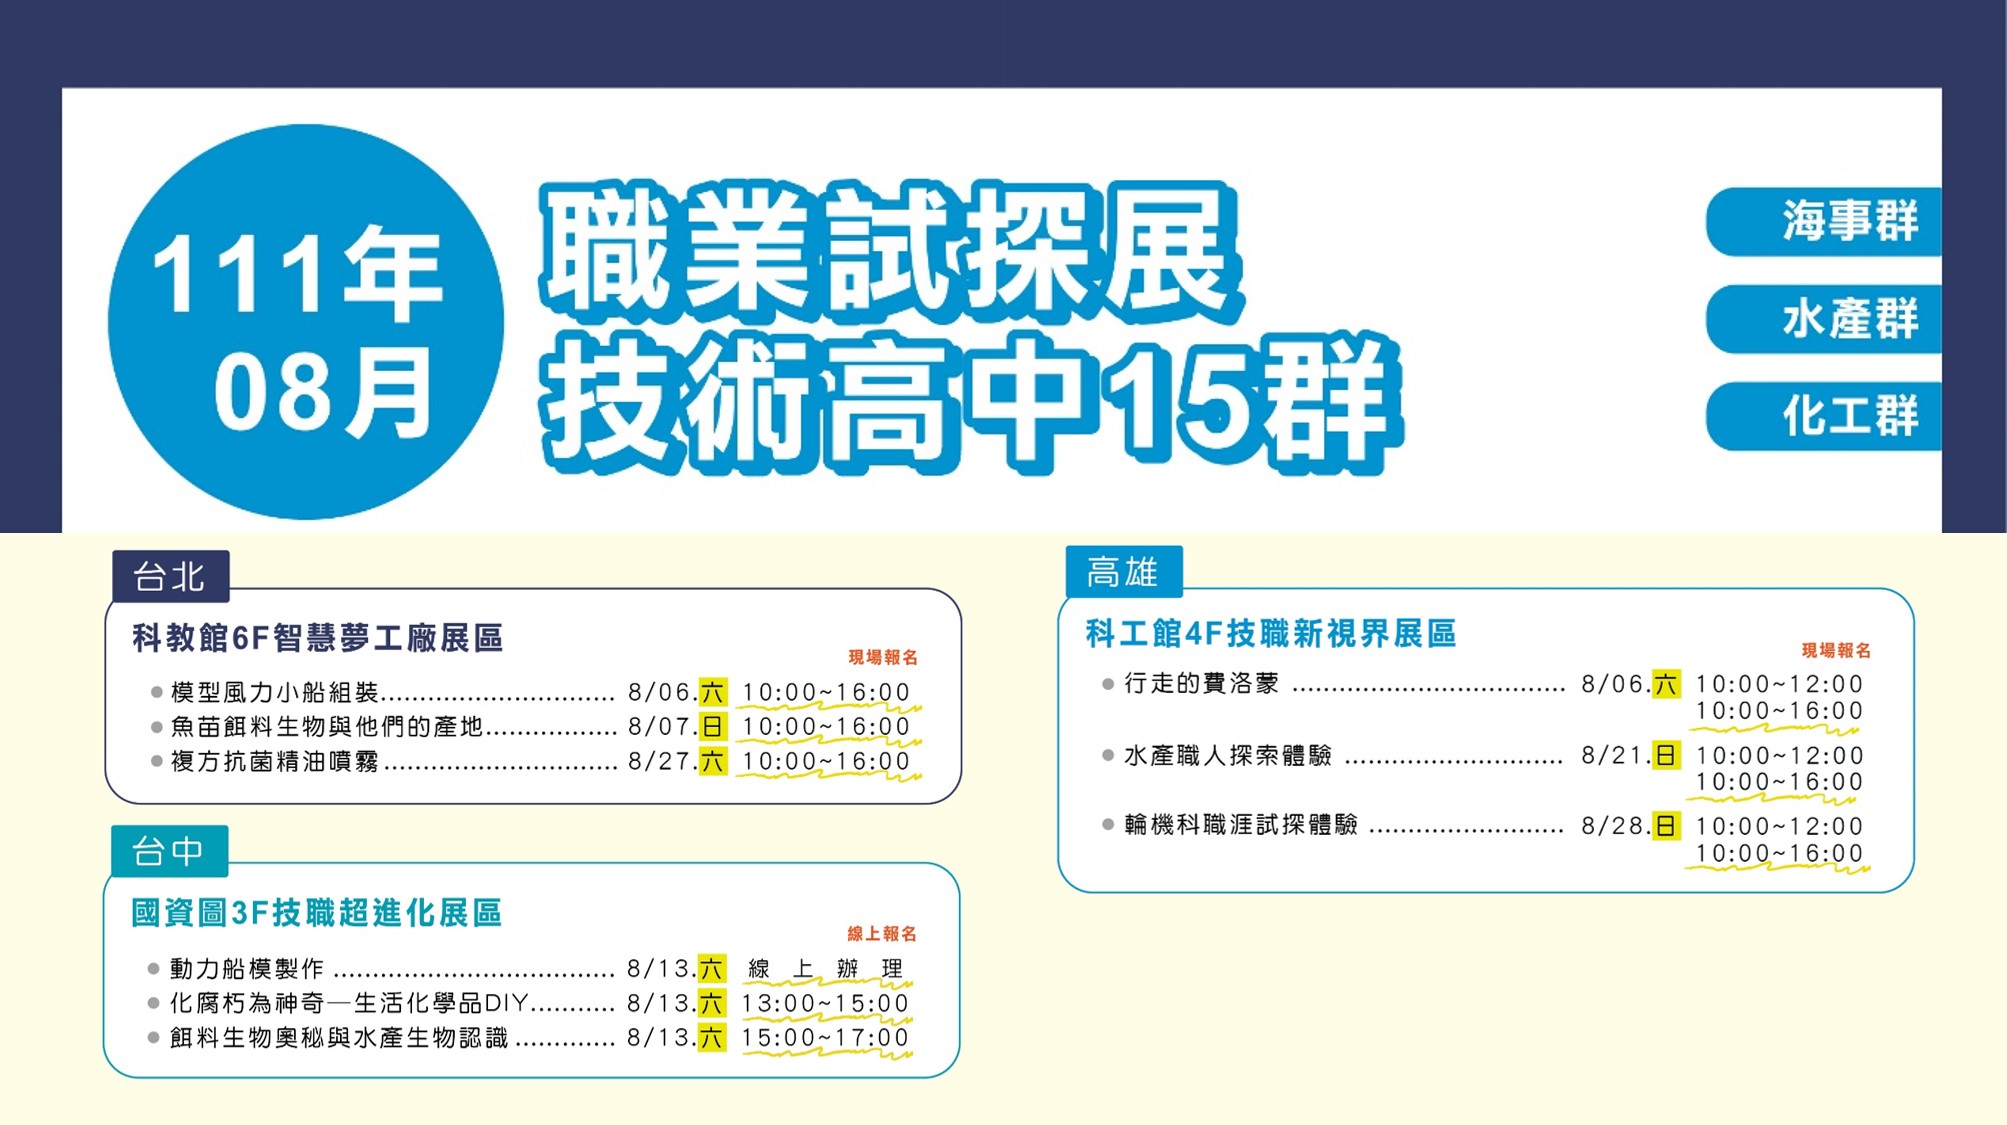 111年
08月
職業試探展
技術高中15群
海事群
水產群
化工群
台北
科教館6F智慧夢工廠展區
現場報名
模型風力小船組裝.............................. 8/06.六 10:00~16:00
魚苗餌料生物與他們的產地................. 8/07.日 10:00~16:00
複方抗菌精油噴霧.............................. 8/27.六 10:00~16:00
台中
國資圖3F技職超進化展區
線上報名
動力船模製作 ..................................... 8/13.六 線上辦理
化腐朽為神奇—生活化學品DIY........... 8/13.六 13:00~15:00
餌料生物奧秘與水產生物認識 ............. 8/13.六 15:00~17:00
高雄
科工館4F技職新視界展區
現場報名
行走的費洛蒙 ................................... 8/06.六 10:00~12:00
10:00~16:00
水產職人探索體驗 ............................ 8/21.日 10:00~12:00
10:00~16:00
輪機科職涯試探體驗 ......................... 8/28.日 10:00~12:00
10:00~16:00